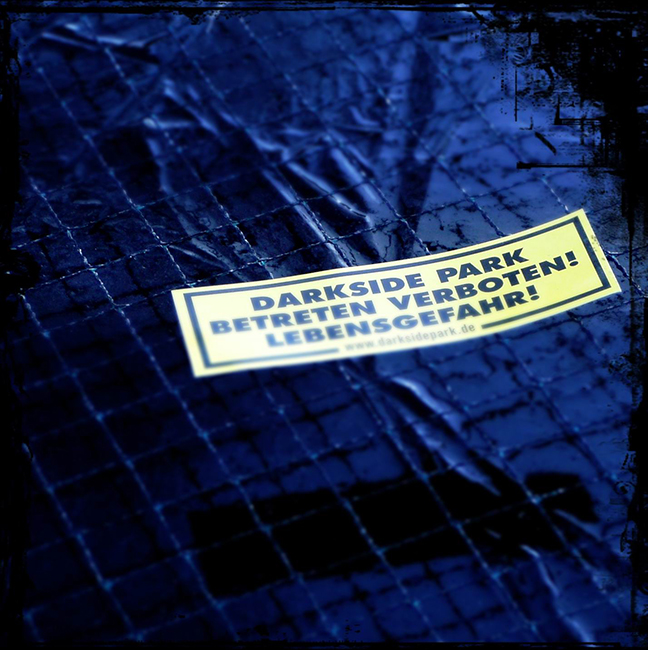 DARKSIDE PARK
BETRETEN VERBOTEN!
LEBENSGEFAHR!
www.darksidepark.de